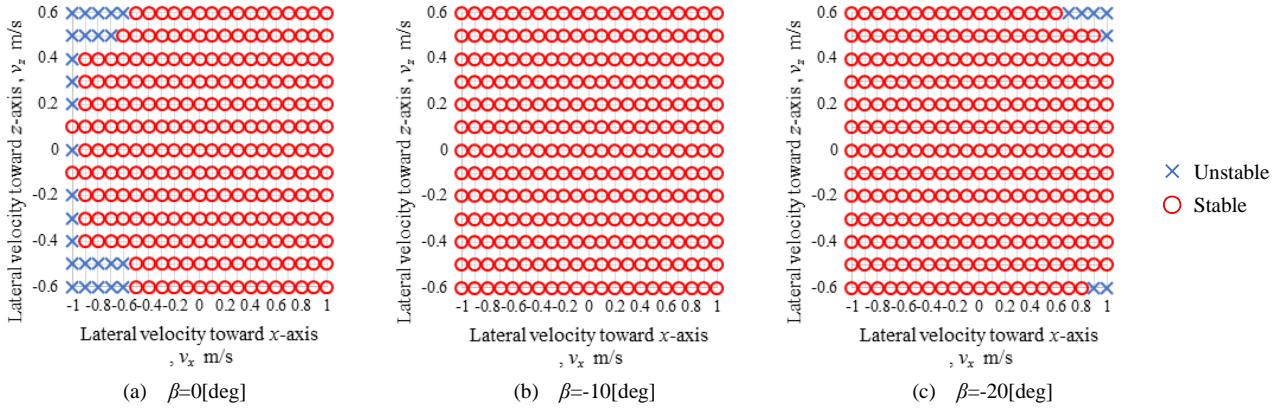 Lateral velocity toward z-axis , vz m/s
0.6
0.4
0.2
0
-0.2
-0.4
-0.6
-1 -0.8-0.6-0.4-0.2 0 0.2 0.4 0.6 0.8 1
Lateral velocity toward x-axis
, vx m/s
(a) β=0[deg]
Lateral velocity toward z-axis , vz m/s
0.6
0.4
0.2
0
-0.2
-0.4
-0.6
-1 -0.8-0.6-0.4-0.2 0 0.2 0.4 0.6 0.8 1
Lateral velocity toward x-axis
, vx m/s
(b) β=-10[deg]
Lateral velocity toward z-axis , vz m/s
0.6
0.4
0.2
0
-0.2
-0.4
-0.6
-1 -0.8-0.6-0.4-0.2 0 0.2 0.4 0.6 0.8 1
Lateral velocity toward x-axis
, vx m/s
(c) β=-20[deg]
Unstable
Stable